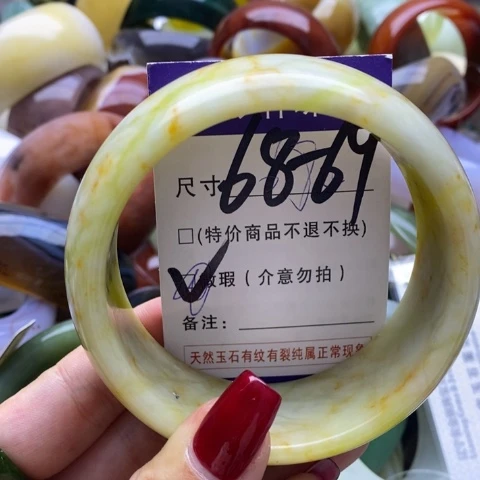 尺寸 68-69
□(特价商品不退不换)
微瑕(介意勿拍)
备注:
天然玉石有纹有裂纯属正常现象